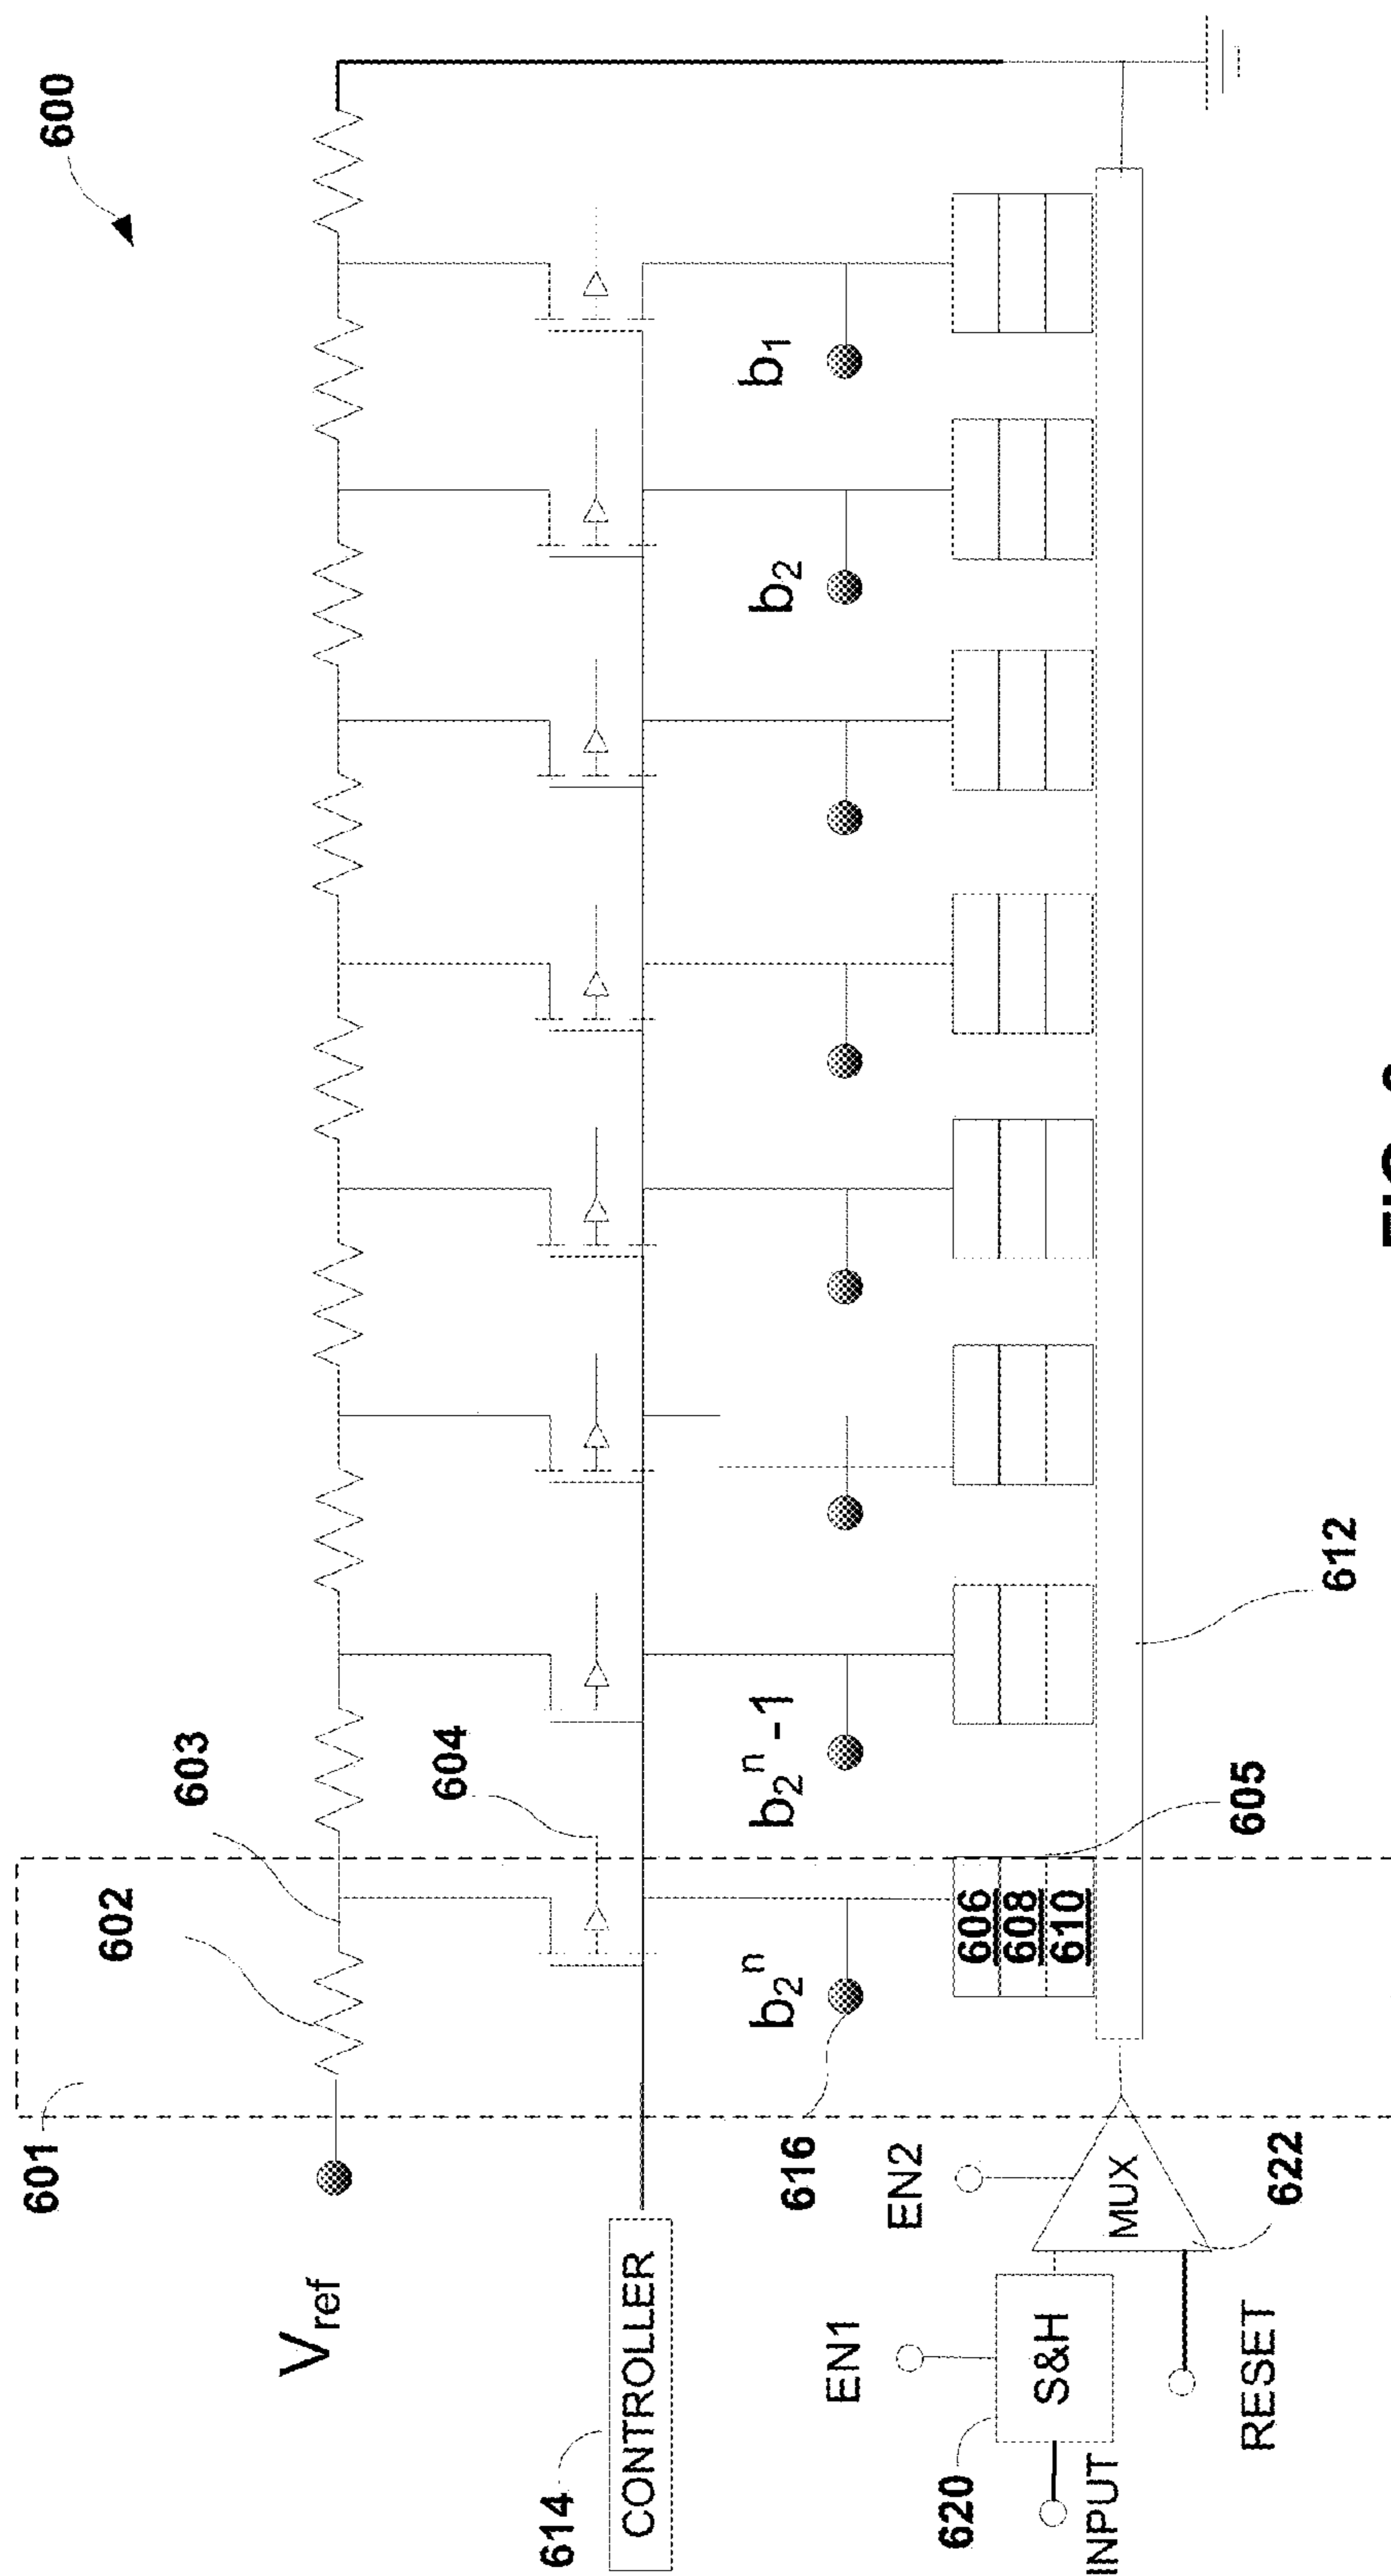 600
601
602
603
V_ref
604
614
CONTROLLER
b_2^n
b_2^n - 1
b_2
b_1
616
606
608
610
605
612
EN1
EN2
620
S&H
MUX
622
INPUT
RESET